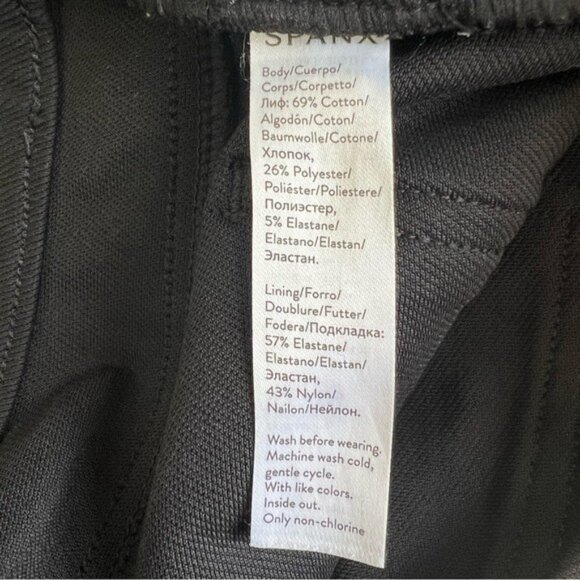 SPANX
Body/Cuerpo/
Corps/Corpetto/
Лиф: 69% Cotton/
Algodón/Coton/
Baumwolle/Cotone/
Хлопок,
26% Polyester/
Poliéster/Poliestere/
Полиэстер,
5% Elastane/
Elastano/Elastan/
Эластан.
Lining/Forro/
Doublure/Futter/
Fodera/Подкладка:
57% Elastane/
Elastano/Elastan/
Эластан,
43% Nylon/
Nailon/Нейлон.
Wash before wearing.
Machine wash cold,
gentle cycle.
With like colors,
Inside out.
Only non-chlorine